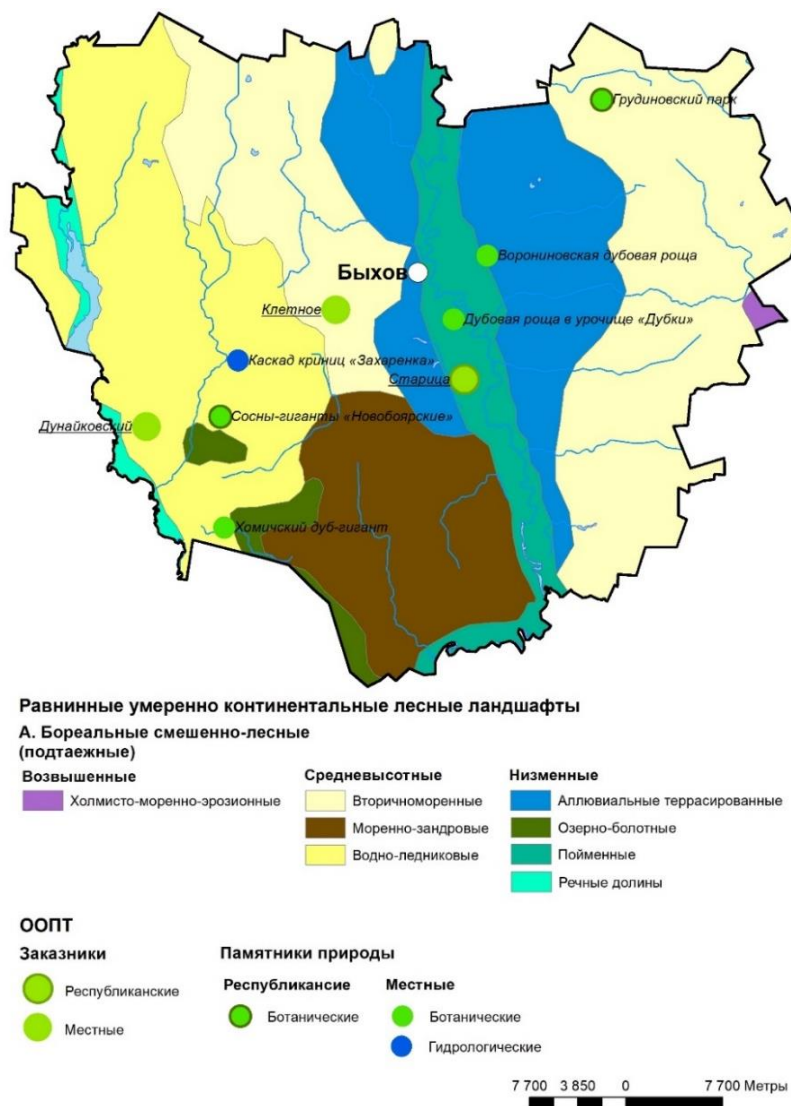 Грудиновский парк
Ворониновская дубовая роща
Быхов
Клетное
Дубовая роща в урочище «Дубки»
Каскад криниц «Захаренка»
Старица
Сосны-гиганты «Новобоярские»
Дунайковский
Хомичский дуб-гигант
Равнинные умеренно континентальные лесные ландшафты
А. Бореальные смешенно-лесные
(подтаежные)
Возвышенные
Холмисто-моренно-эрозионные
Средневысотные
Вторичноморенные
Моренно-зандровые
Водно-ледниковые
Низменные
Аллювиальные террасированные
Озерно-болотные
Пойменные
Речные долины
ООПТ
Заказники
Республиканские
Местные
Памятники природы
Республикансие
Ботанические
Местные
Ботанические
Гидрологические
7 700 3 850 0 7 700 Метры